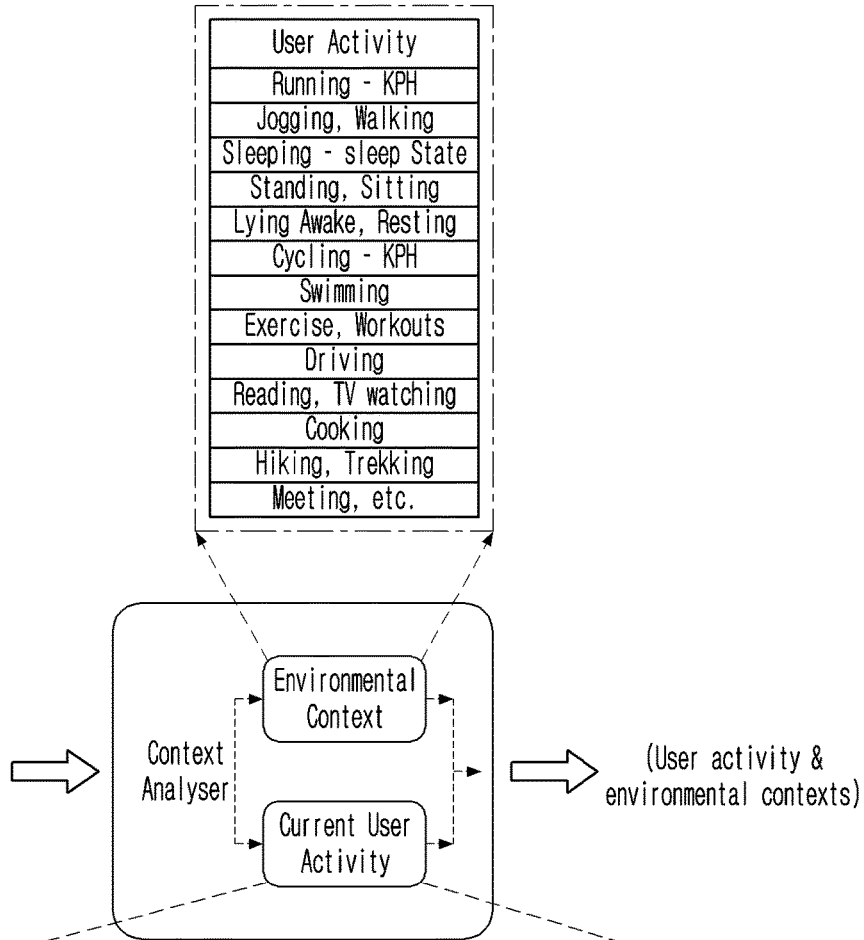 User Activity
Running - KPH
Jogging, Walking
Sleeping - sleep State
Standing, Sitting
Lying Awake, Resting
Cycling - KPH
Swimming
Exercise, Workouts
Driving
Reading, TV watching
Cooking
Hiking, Trekking
Meeting, etc.
Environmental
Context
Context
Analyser
(User activity &
environmental contexts)
Current User
Activity